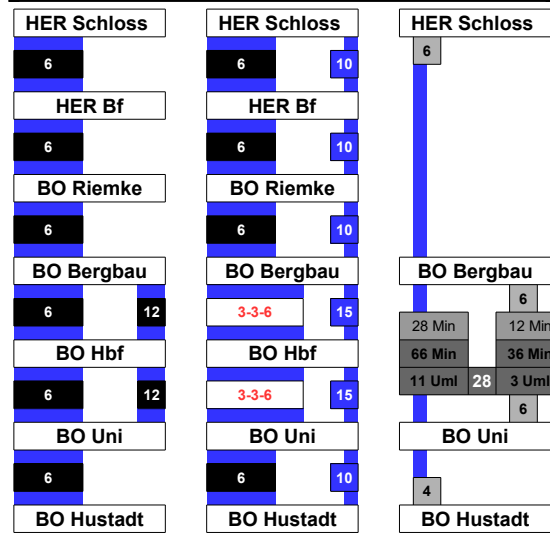 HER Schloss HER Schloss HER Schloss
6 6 10 6
HER Bf HER Bf
6 6 10
BO Riemke BO Riemke
6 6 10
BO Bergbau BO Bergbau BO Bergbau
6 12 3-3-6 15 6
28 Min 12 Min
BO Hbf BO Hbf 66 Min 36 Min
6 12 3-3-6 15 11 Uml 28 3 Uml
6
BO Uni BO Uni BO Uni
6 6 10 4
BO Hustadt BO Hustadt BO Hustadt